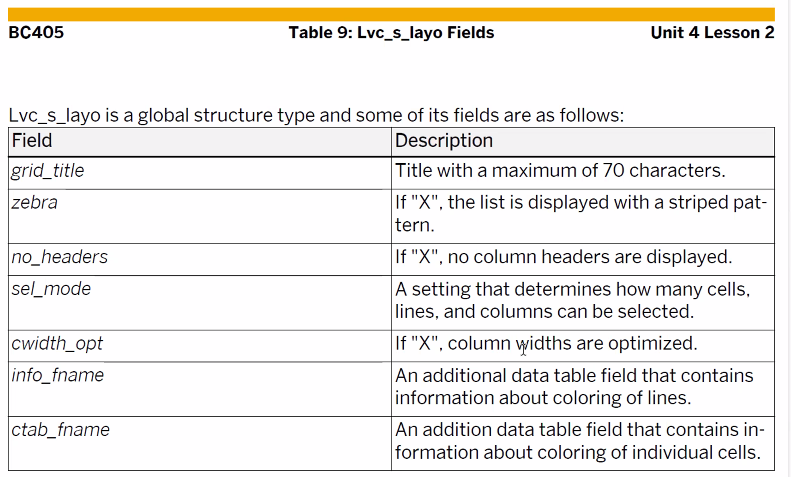 BC405 Table 9: Lvc_s_layo Fields Unit 4 Lesson 2
Lvc_s_layo is a global structure type and some of its fields are as follows:
Field Description
grid_title Title with a maximum of 70 characters.
zebra If "X", the list is displayed with a striped pat-
tern.
no_headers If "X", no column headers are displayed.
sel_mode A setting that determines how many cells,
lines, and columns can be selected.
cwidth_opt If "X", column widths are optimized.
info_fname An additional data table field that contains
information about coloring of lines.
ctab_fname An addition data table field that contains in-
formation about coloring of individual cells.